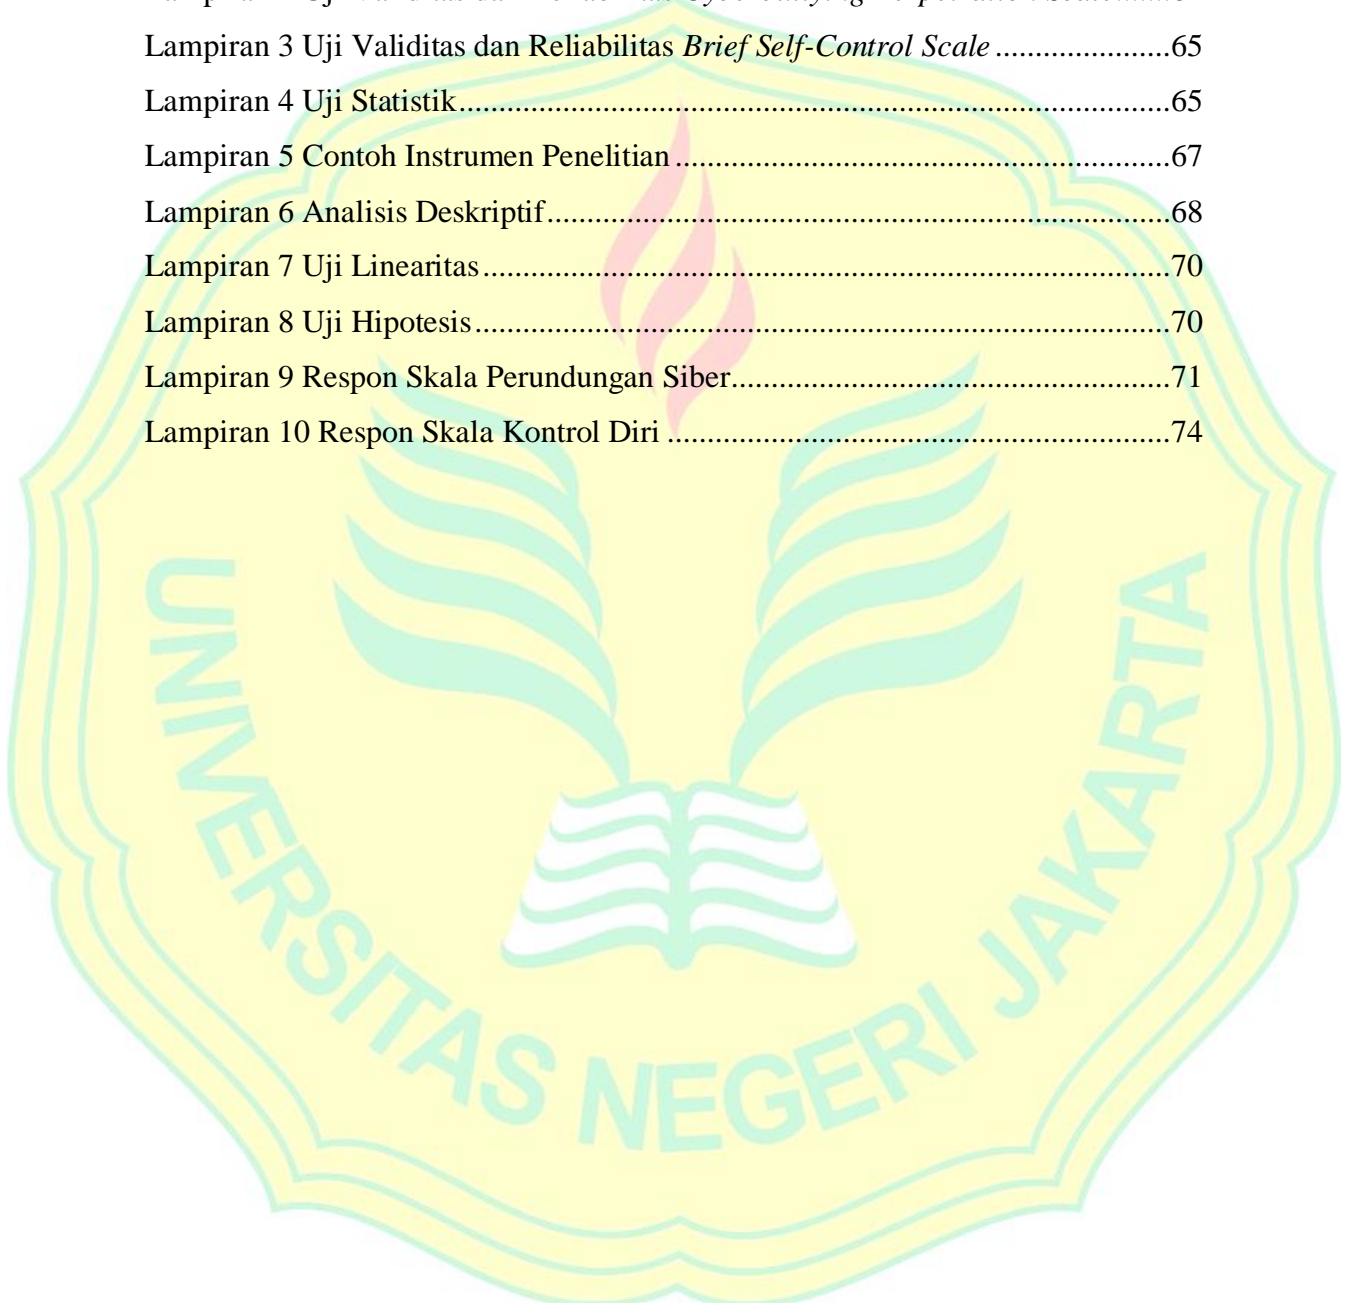 Lampiran 3 Uji Validitas dan Reliabilitas Brief Self-Control Scale......................65
Lampiran 4 Uji Statistik.........................................................................................65
Lampiran 5 Contoh Instrumen Penelitian..............................................................67
Lampiran 6 Analisis Deskriptif..............................................................................68
Lampiran 7 Uji Linearitas......................................................................................70
Lampiran 8 Uji Hipotesis.......................................................................................70
Lampiran 9 Respon Skala Perundungan Siber.......................................................71
Lampiran 10 Respon Skala Kontrol Diri...............................................................74
UNIVERSITAS NEGERI JAKARTA